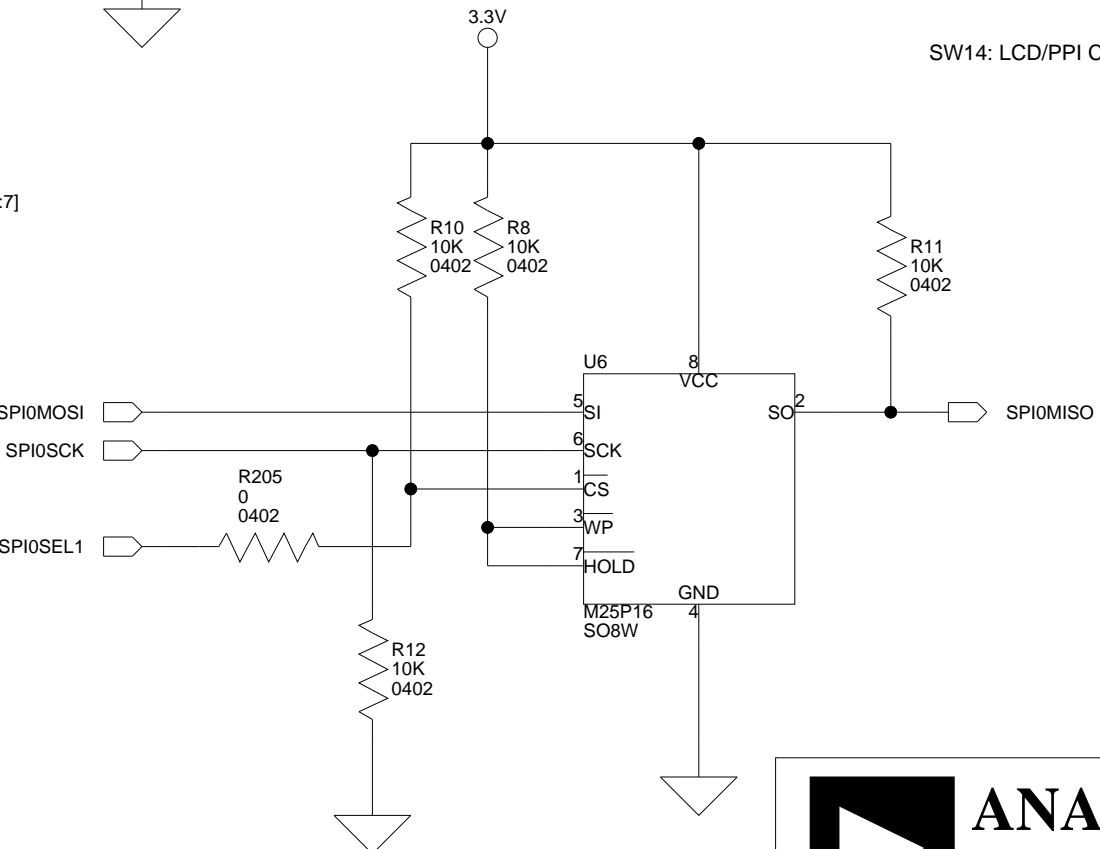 3.3V
SW14: LCD/PPI C
:7]
R10
10K
0402
R8
10K
0402
R11
10K
0402
U6
8
VCC
SPI0MOSI
5
SI
SO
2
SPI0MISO
SPI0SCK
6
SCK
R205
0
0402
1
CS
3
WP
SPI0SEL1
7
HOLD
GND
4
M25P16
SO8W
R12
10K
0402
ANA